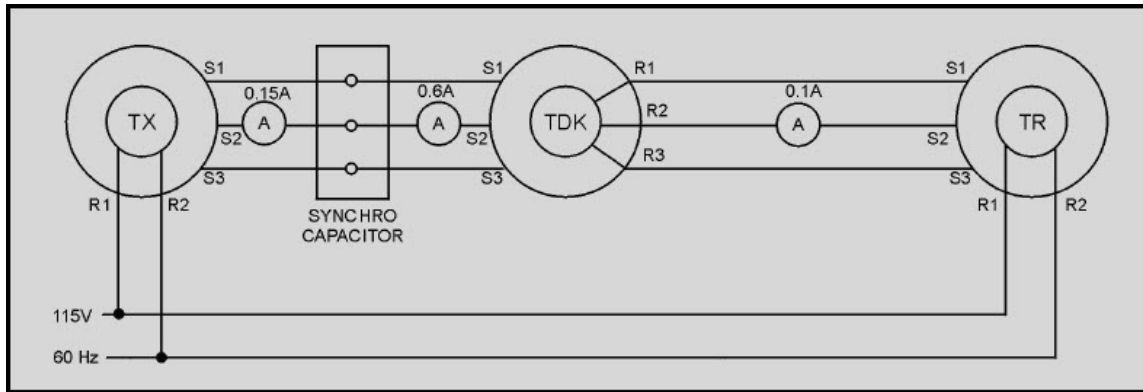 S1
S1
R1
S1
0.15A
0.6A
0.1A
TX
A
A
TDK
R2
A
TR
S2
S2
S2
R3
S3
S3
S3
R1
R2
R1
R2
SYNCHRO
CAPACITOR
115V
60 Hz